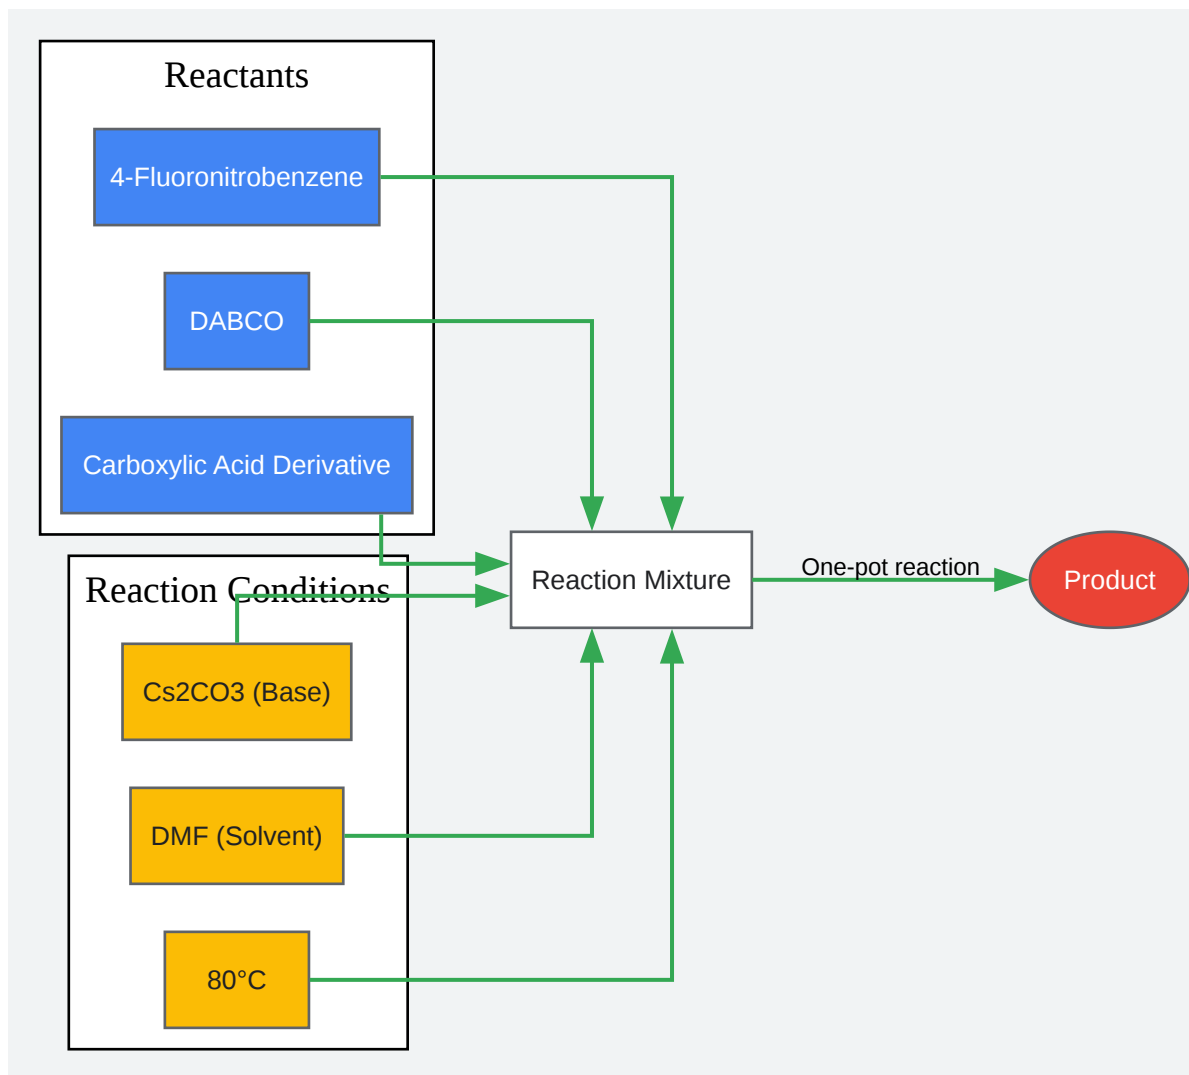 Reactants
4-Fluoronitrobenzene
DABCO
Carboxylic Acid Derivative
Reaction Conditions
Cs2CO3 (Base)
DMF (Solvent)
80°C
Reaction Mixture
One-pot reaction
Product